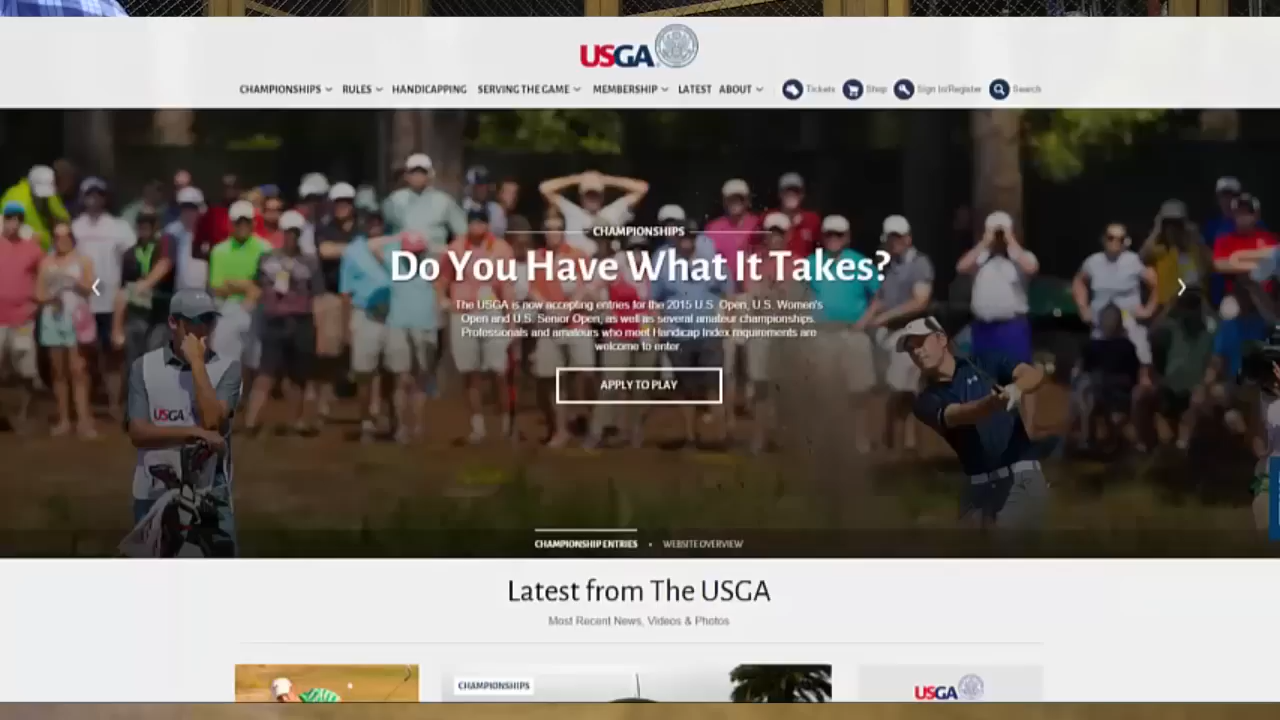 USGA
CHAMPIONSHIPS RULES HANDICAPPING SERVING THE GAME MEMBERSHIP LATEST ABOUT Tickets Shop Sign In/Register Search
CHAMPIONSHIPS
Do You Have What It Takes?
The USGA is now accepting entries for the 2015 U.S. Open, U.S. Women's
Open and U.S. Senior Open, as well as several amateur championships.
Professionals and amateurs who meet Handicap Index requirements are
welcome to enter.
APPLY TO PLAY
USGA
CHAMPIONSHIP ENTRIES • WEBSITE OVERVIEW
Latest from The USGA
Most Recent News, Videos & Photos
CHAMPIONSHIPS
USGA